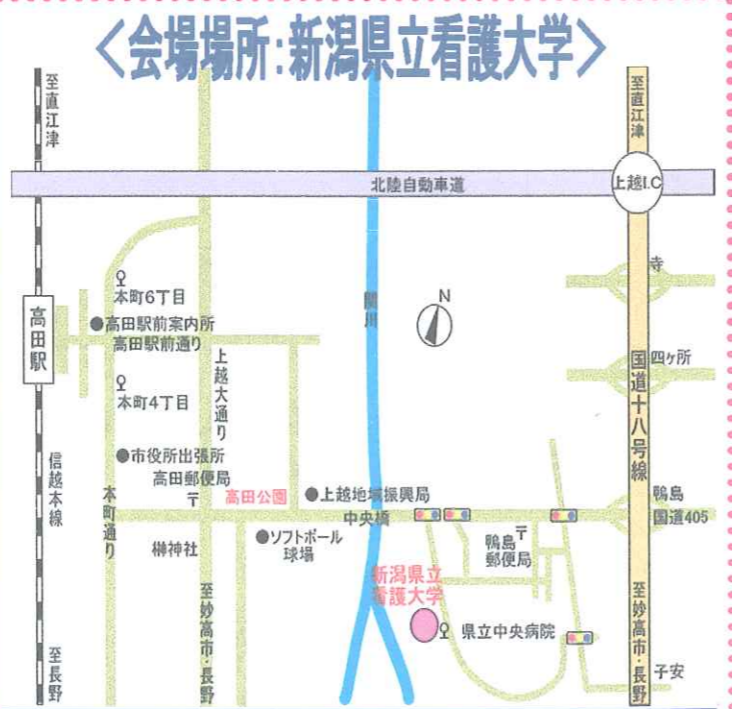 ＜会場場所:新潟県立看護大学＞
至直江津
至直江津
北陸自動車道
上越I.C
寺
本町6丁目
関川
N
高田駅
●高田駅前案内所
高田駅前通り
四ヶ所
本町4丁目
上越大通り
国道十八号線
●市役所出張所
高田郵便局
〒
信越本線
本町通り
高田公園
●上越地域振興局
中央橋
鴨島
国道405
榊神社
●ソフトボール
球場
〒
鴨島
郵便局
新潟県立
看護大学
県立中央病院
至長野
至妙高市・長野
至妙高市・長野
子安